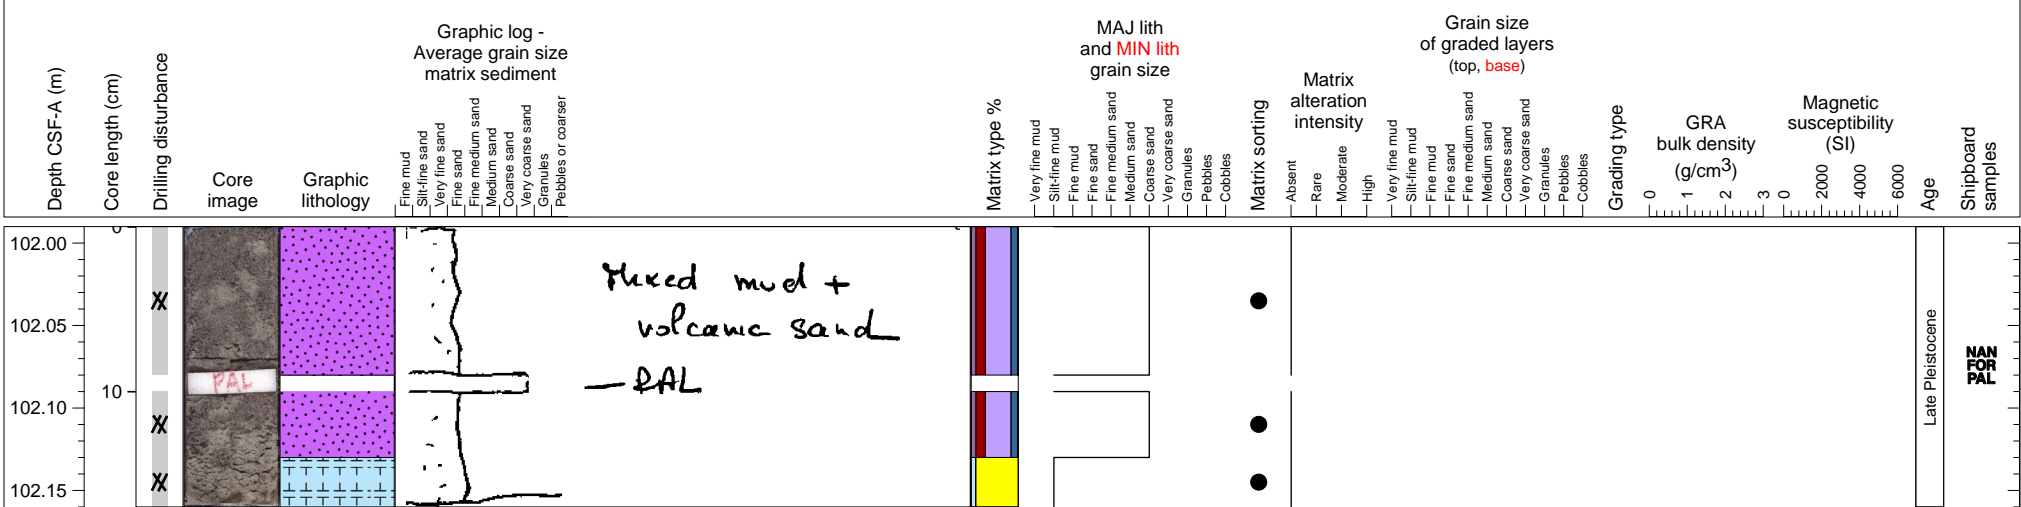 Depth CSF-A (m)
Core length (cm)
Drilling disturbance
Core
image
Graphic
lithology
Graphic log -
Average grain size
matrix sediment
Fine mud
Silt-fine sand
Very fine sand
Fine sand
Fine medium sand
Medium sand
Coarse sand
Very coarse sand
Granules
Pebbles or coarser
Matrix type %
MAJ lith
and MIN lith
grain size
Very fine mud
Silt-fine mud
Fine mud
Fine sand
Fine medium sand
Medium sand
Coarse sand
Very coarse sand
Granules
Pebbles
Cobbles
Matrix sorting
Matrix
alteration
intensity
Absent
Rare
Moderate
High
Grain size
of graded layers
(top, base)
Very fine mud
Silt-fine mud
Fine mud
Fine sand
Fine medium sand
Medium sand
Coarse sand
Very coarse sand
Granules
Pebbles
Cobbles
Grading type
GRA
bulk density
(g/cm3)
0 1 2 3
Magnetic
susceptibility
(SI)
0 2000 4000 6000
Age
Shipboard
samples
102.00
102.05
102.10
102.15
0
10
PAL
Mixed mud +
volcanic sand
— PAL
Late Pleistocene
NAN
FOR
PAL